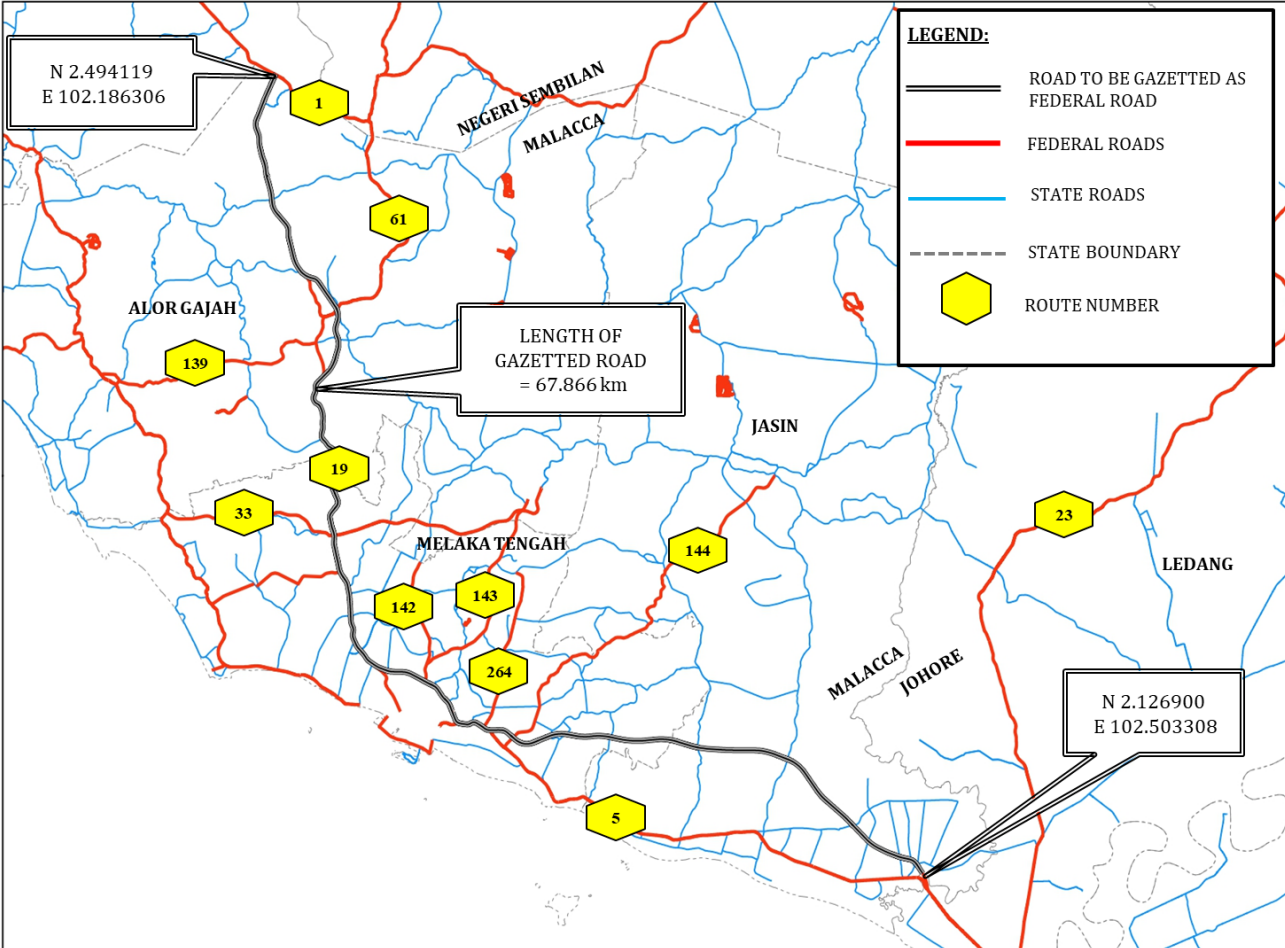 N 2.494119
E 102.186306
1
NEGERI SEMBILAN
MALACCA
61
ALOR GAJAH
139
LENGTH OF
GAZETTED ROAD
= 67.866 km
JASIN
19
33
MELAKA TENGAH
144
23
LEDANG
142
143
264
MALACCA
JOHORE
N 2.126900
E 102.503308
5
LEGEND:
ROAD TO BE GAZETTED AS
FEDERAL ROAD
FEDERAL ROADS
STATE ROADS
STATE BOUNDARY
ROUTE NUMBER